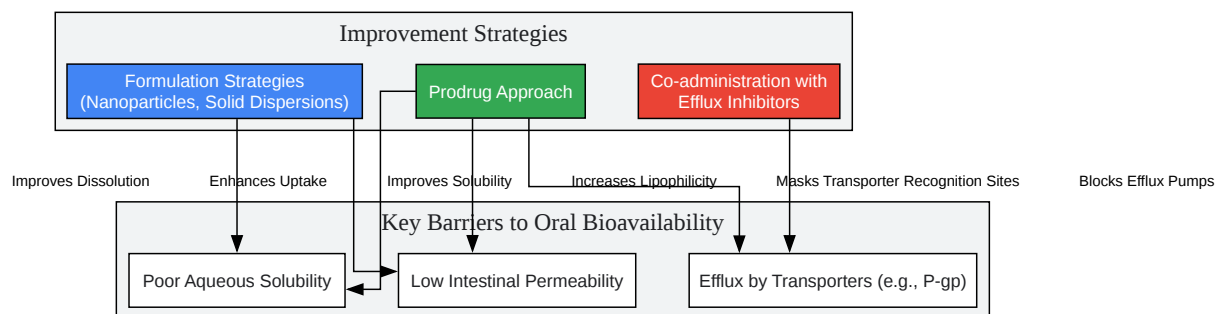 Improvement Strategies
Formulation Strategies
(Nanoparticles, Solid Dispersions)
Prodrug Approach
Co-administration with
Efflux Inhibitors
Improves Dissolution
Enhances Uptake
Improves Solubility
Increases Lipophilicity
Masks Transporter Recognition Sites
Blocks Efflux Pumps
Key Barriers to Oral Bioavailability
Poor Aqueous Solubility
Low Intestinal Permeability
Efflux by Transporters (e.g., P-gp)